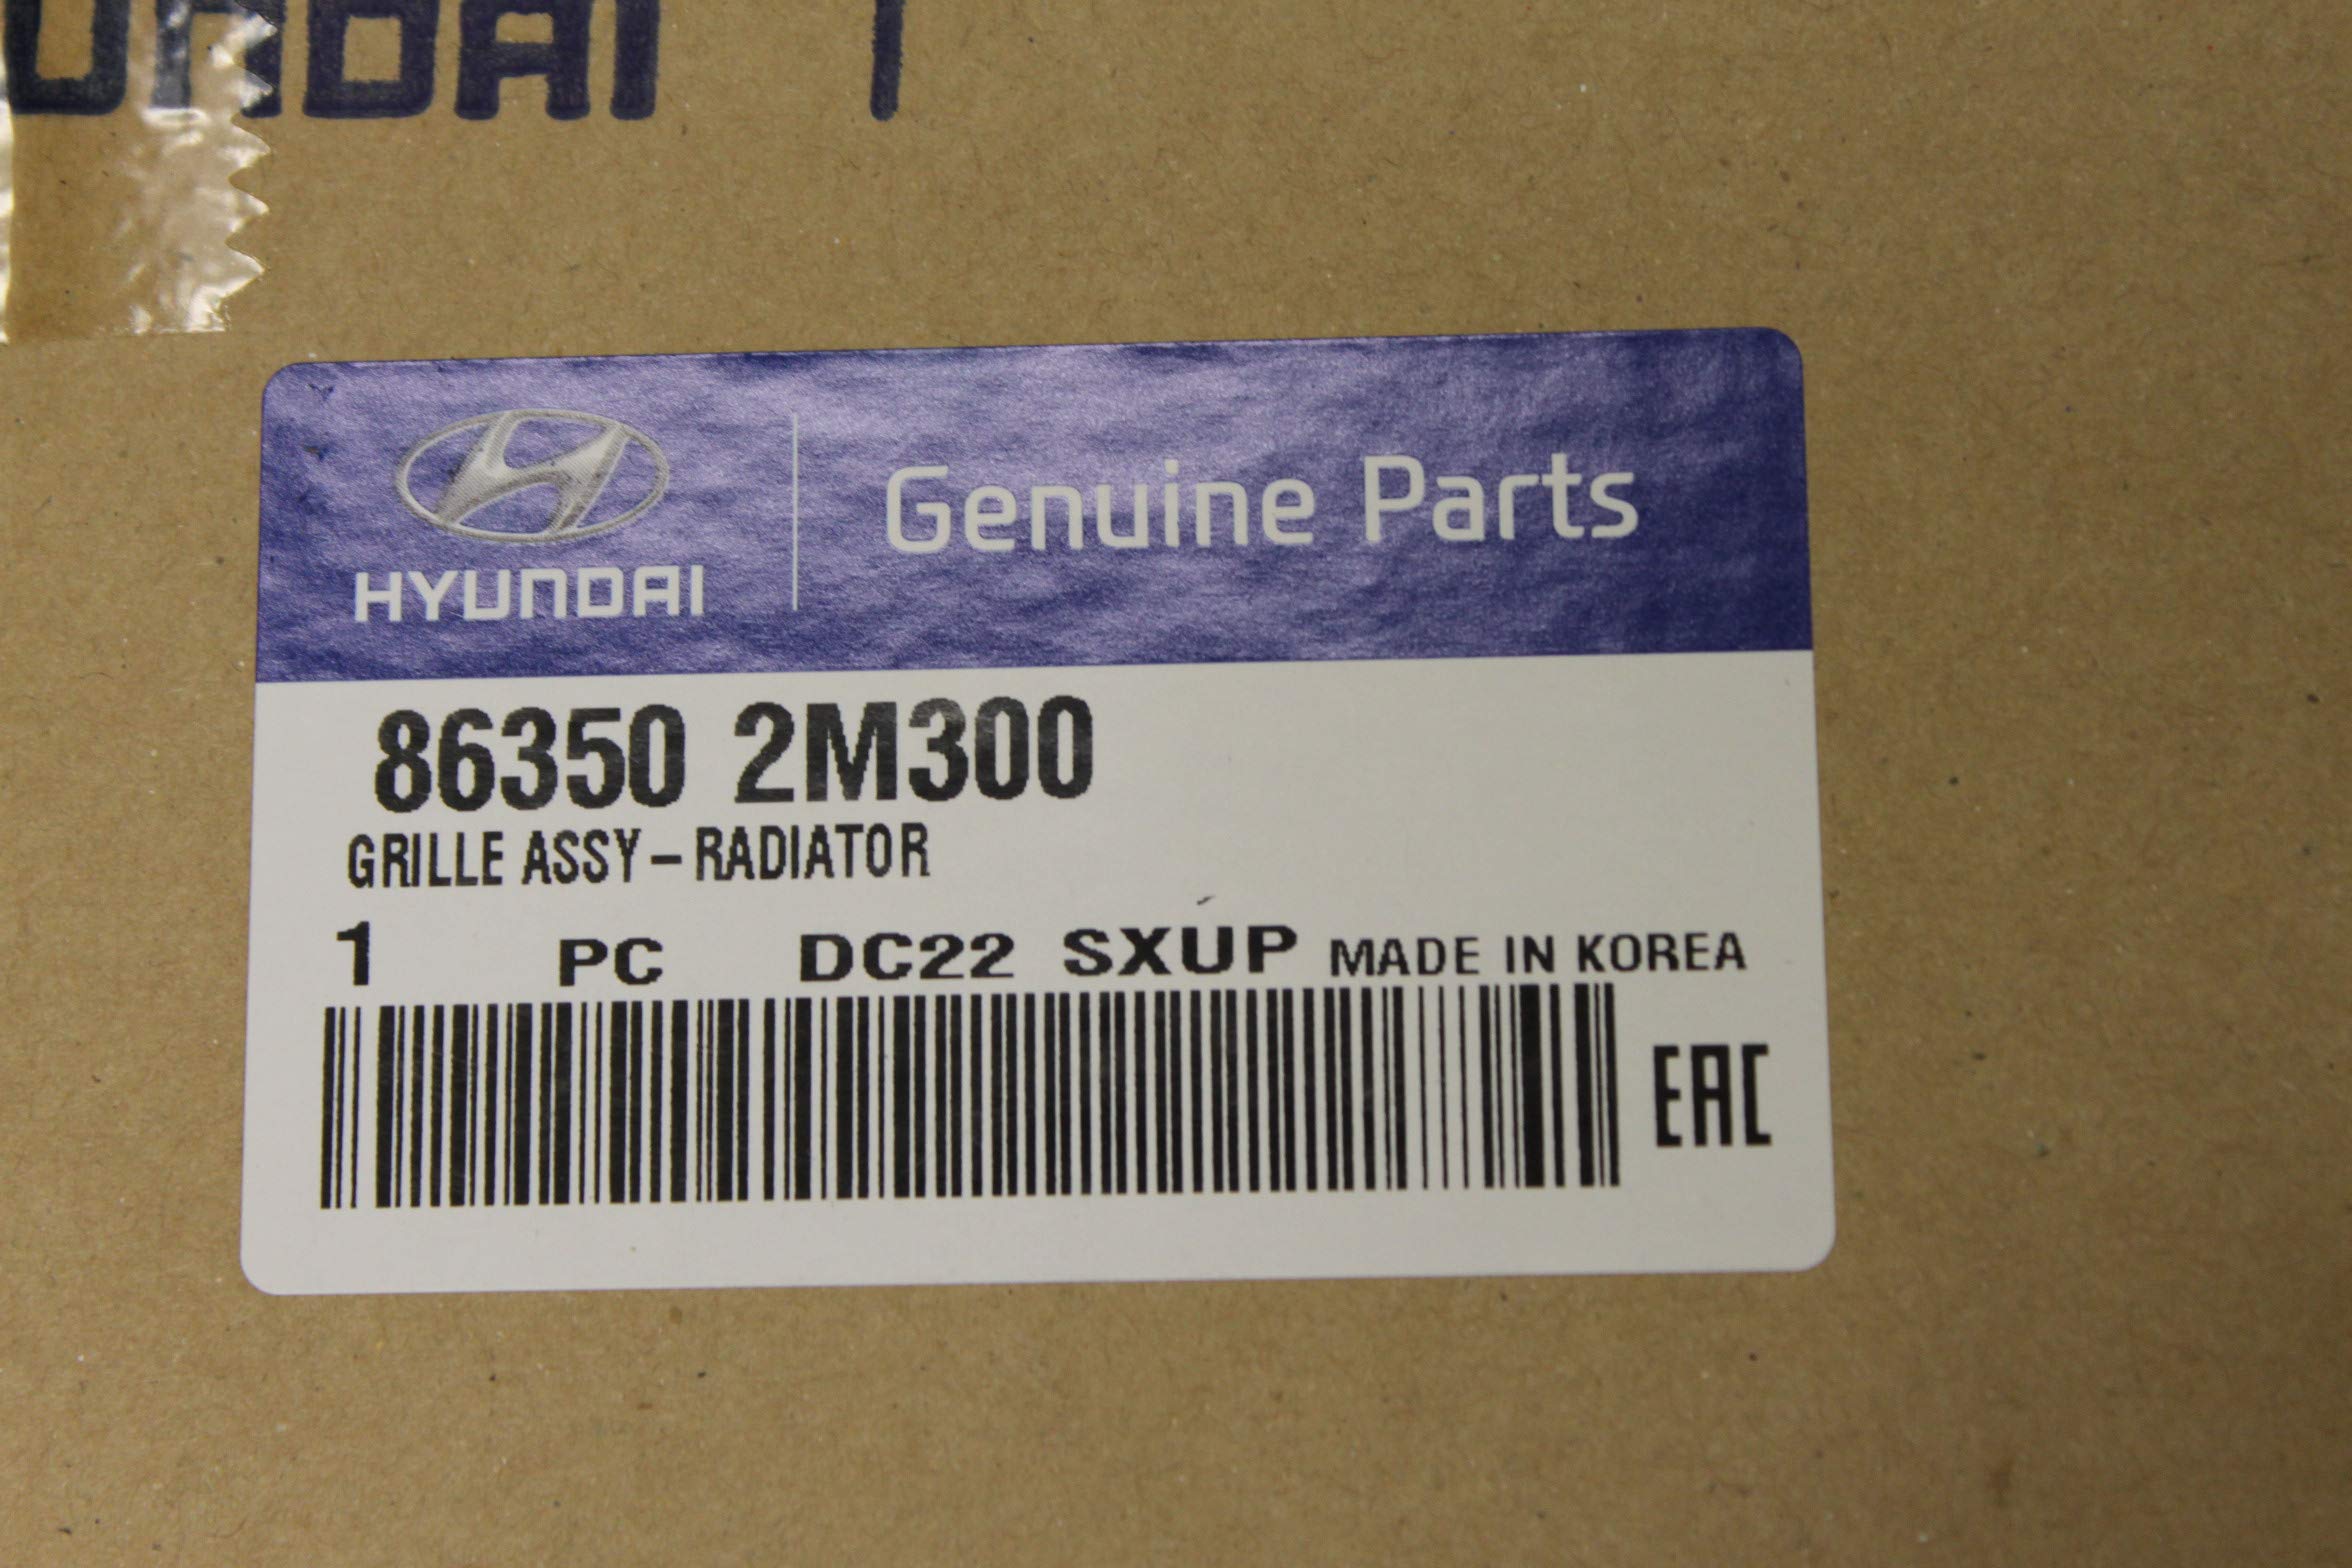 HYUNDAI
Genuine Parts
86350 2M300
GRILLE ASSY-RADIATOR
1 PC DC22 SXUP MADE IN KOREA
EAC